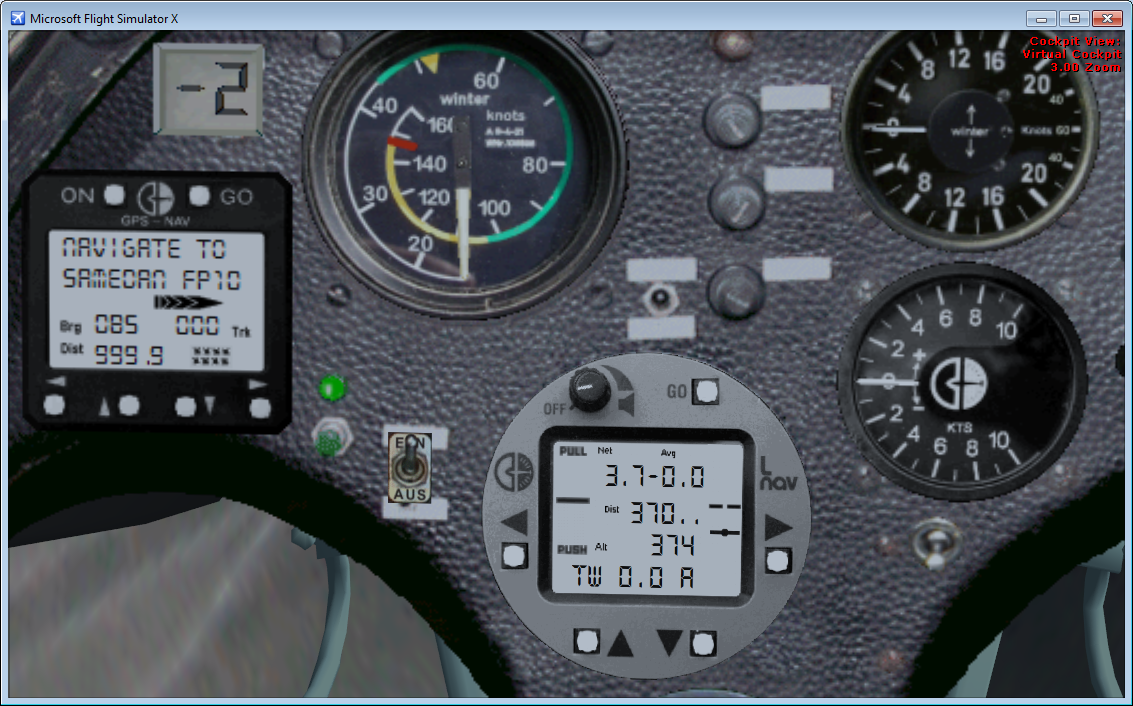 Microsoft Flight Simulator X
Cockpit View:
Virtual Cockpit
3.00 Zoom
-2
ON GO
GPS-NAV
NAVIGATE TO
SAMEDAN FP10
Brg 085 000 Trk
Dist 999.9
winter
knots
60
80
100
120
140
160
20
30
40
4 8 12 16 20 40
0 winter Knots 60
4 8 12 16 20 40
2 4 6 8 10
0
KTS
2 4 6 8 10
EIN
AUS
OFF
GO
L nav
PULL Net Avg
3.7-0.0
Dist 370..
PUSH Alt 374
TW 0.0 A